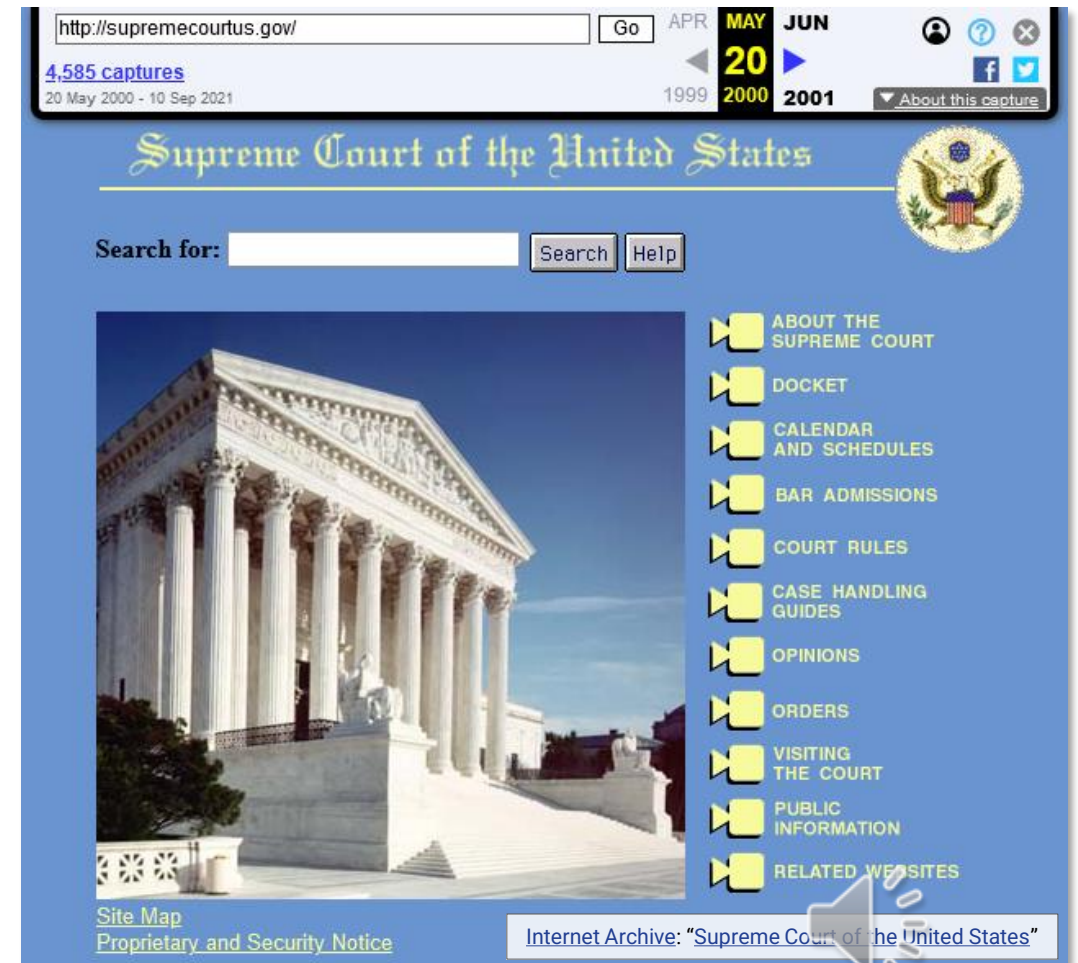 http://supremecourtus.gov/ Go APR MAY JUN
4,585 captures 20
20 May 2000 - 10 Sep 2021 1999 2000 2001 About this capture
Supreme Court of the United States
Search for: Search Help
ABOUT THE
SUPREME COURT
DOCKET
CALENDAR
AND SCHEDULES
BAR ADMISSIONS
COURT RULES
CASE HANDLING
GUIDES
OPINIONS
ORDERS
VISITING
THE COURT
PUBLIC
INFORMATION
RELATED WEBSITES
Site Map
Proprietary and Security Notice
Internet Archive: “Supreme Court of the United States”